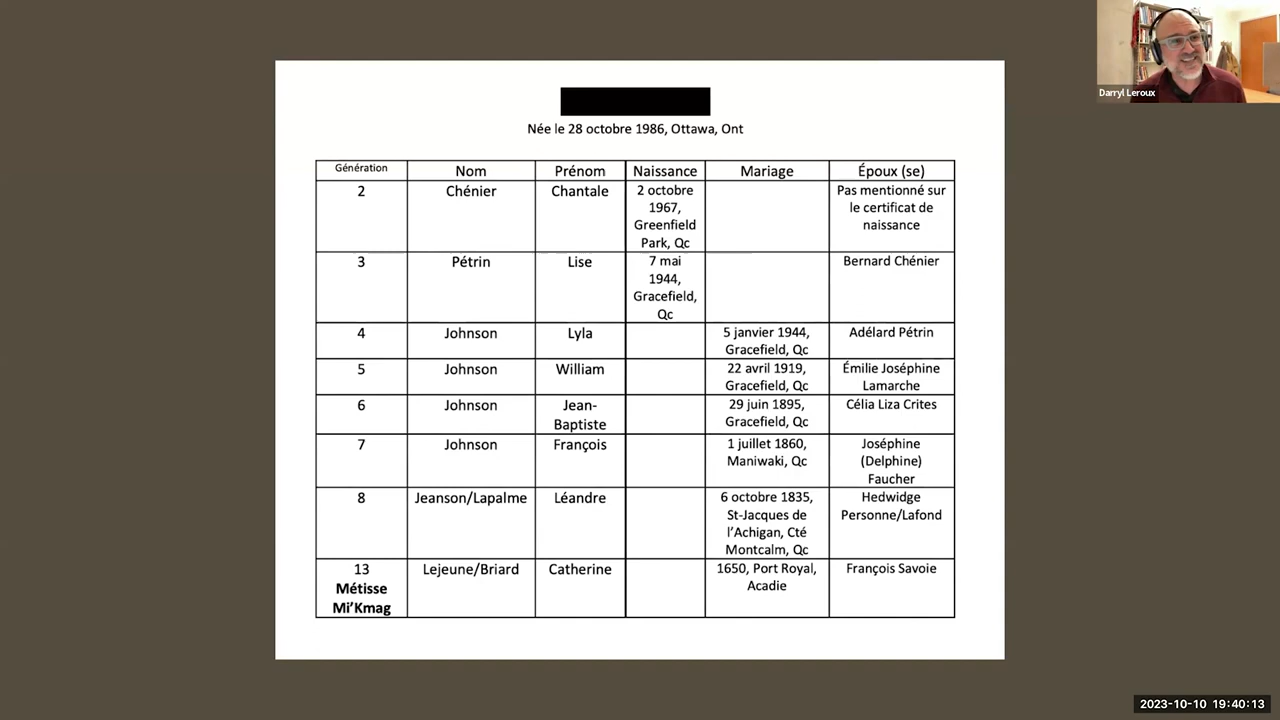 Darryl Leroux
Née le 28 octobre 1986, Ottawa, Ont
Génération Nom Prénom Naissance Mariage Époux (se)
2 Chénier Chantale 2 octobre 1967, Greenfield Park, Qc Pas mentionné sur le certificat de naissance
3 Pétrin Lise 7 mai 1944, Gracefield, Qc Bernard Chénier
4 Johnson Lyla 5 janvier 1944, Gracefield, Qc Adélard Pétrin
5 Johnson William 22 avril 1919, Gracefield, Qc Émilie Joséphine Lamarche
6 Johnson Jean-Baptiste 29 juin 1895, Gracefield, Qc Célia Liza Crites
7 Johnson François 1 juillet 1860, Maniwaki, Qc Joséphine (Delphine) Faucher
8 Jeanson/Lapalme Léandre 6 octobre 1835, St-Jacques de l'Achigan, Cté Montcalm, Qc Hedwidge Personne/Lafond
13 Métisse Mi'Kmag Lejeune/Briard Catherine 1650, Port Royal, Acadie François Savoie
2023-10-10 19:40:13